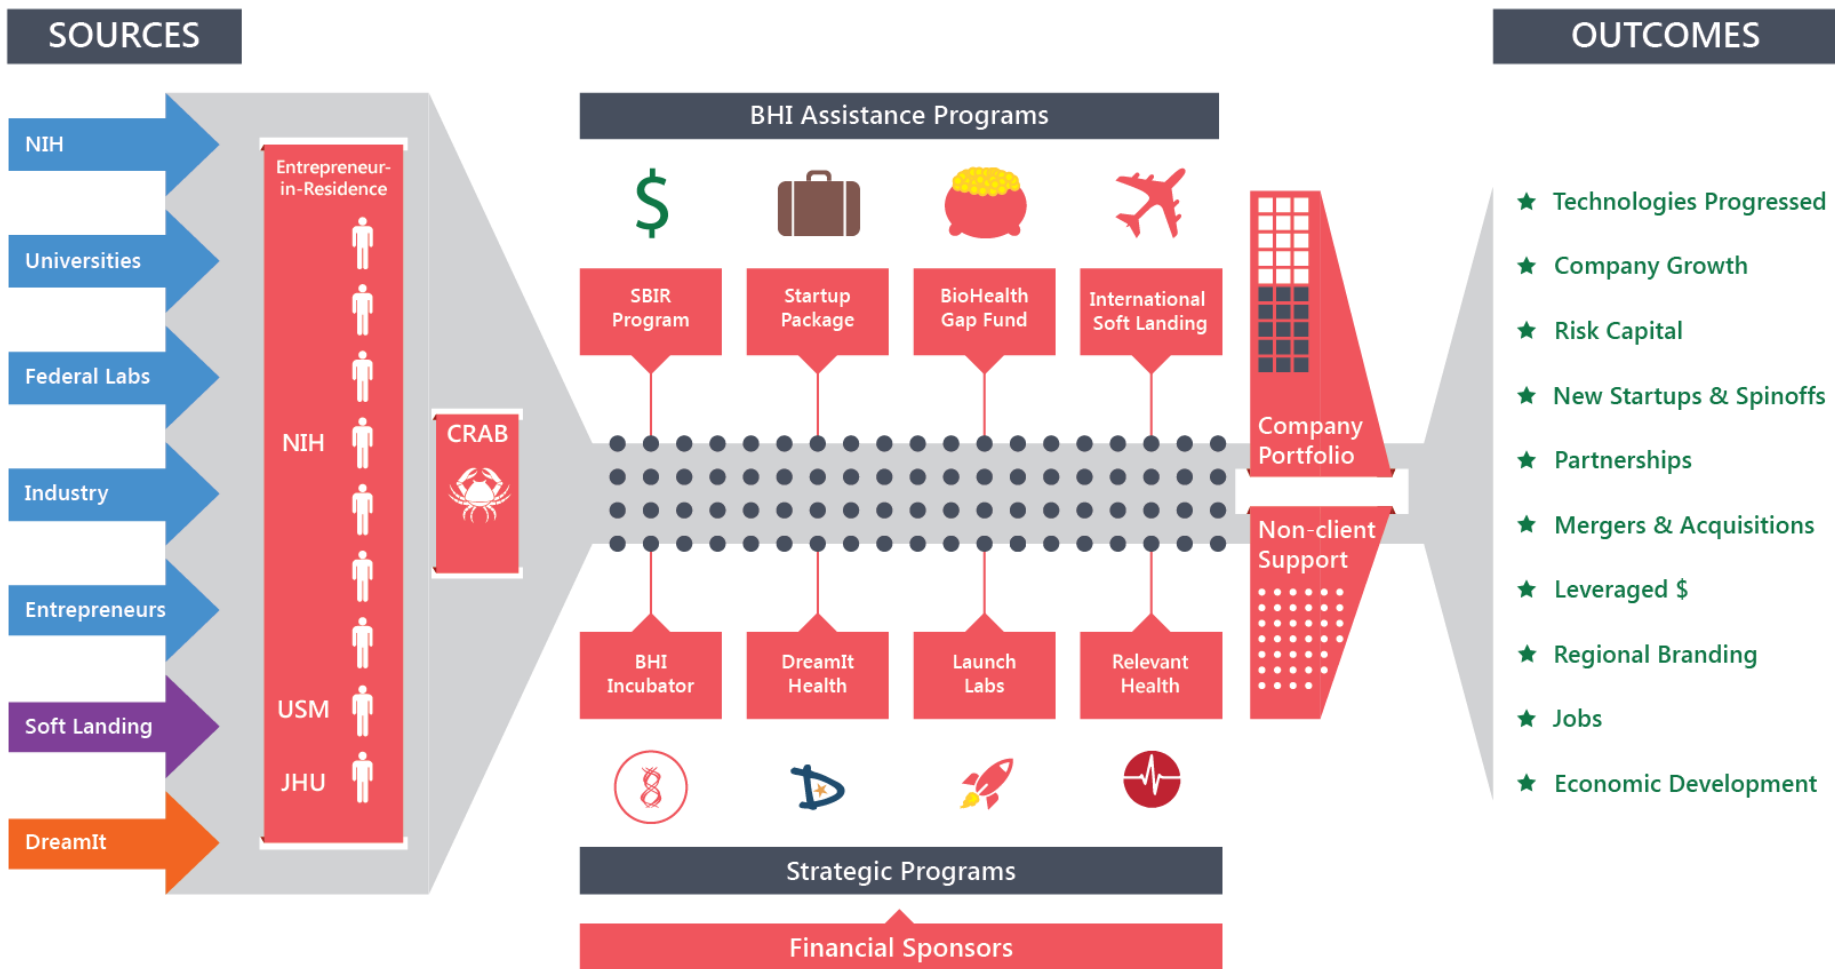 SOURCES
NIH
Universities
Federal Labs
Industry
Entrepreneurs
Soft Landing
DreamIt
Entrepreneur-
in-Residence
NIH
USM
JHU
CRAB
BHI Assistance Programs
SBIR
Program
Startup
Package
BioHealth
Gap Fund
International
Soft Landing
BHI
Incubator
DreamIt
Health
Launch
Labs
Relevant
Health
Strategic Programs
Financial Sponsors
Company
Portfolio
Non-client
Support
OUTCOMES
Technologies Progressed
Company Growth
Risk Capital
New Startups & Spinoffs
Partnerships
Mergers & Acquisitions
Leveraged $
Regional Branding
Jobs
Economic Development